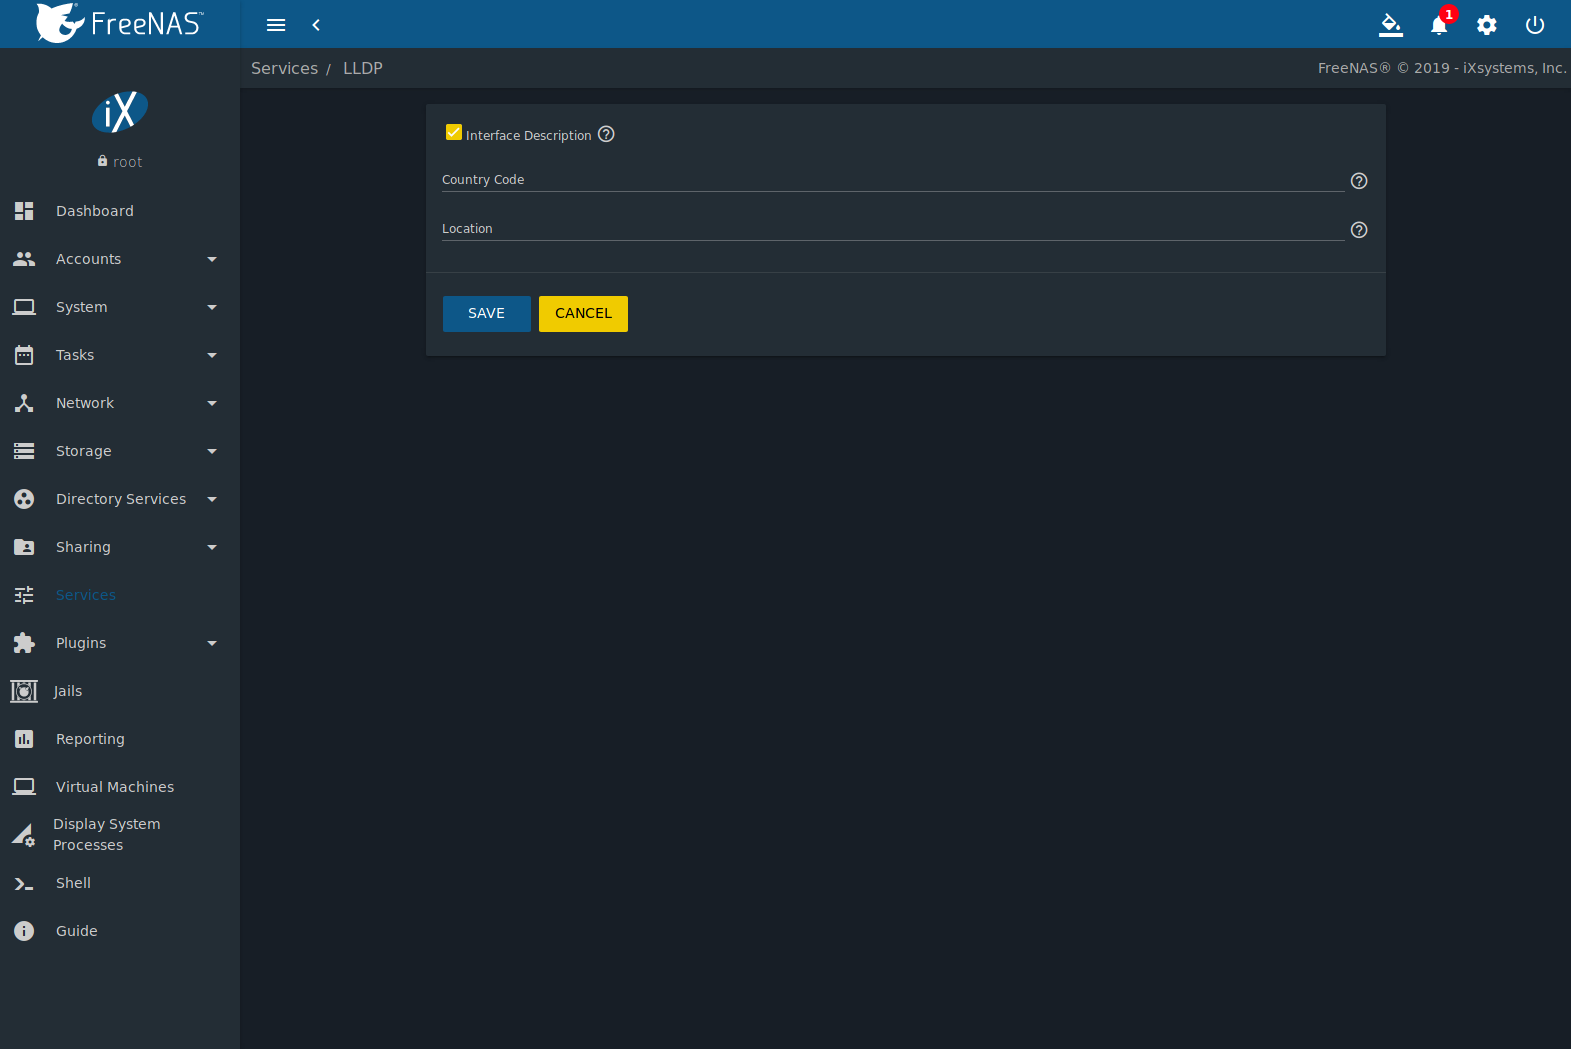 FreeNAS™
1
Services / LLDP
FreeNAS® © 2019 - iXsystems, Inc.
iX
root
Dashboard
Accounts
System
Tasks
Network
Storage
Directory Services
Sharing
Services
Plugins
Jails
Reporting
Virtual Machines
Display System
Processes
Shell
Guide
Interface Description
Country Code
Location
SAVE CANCEL